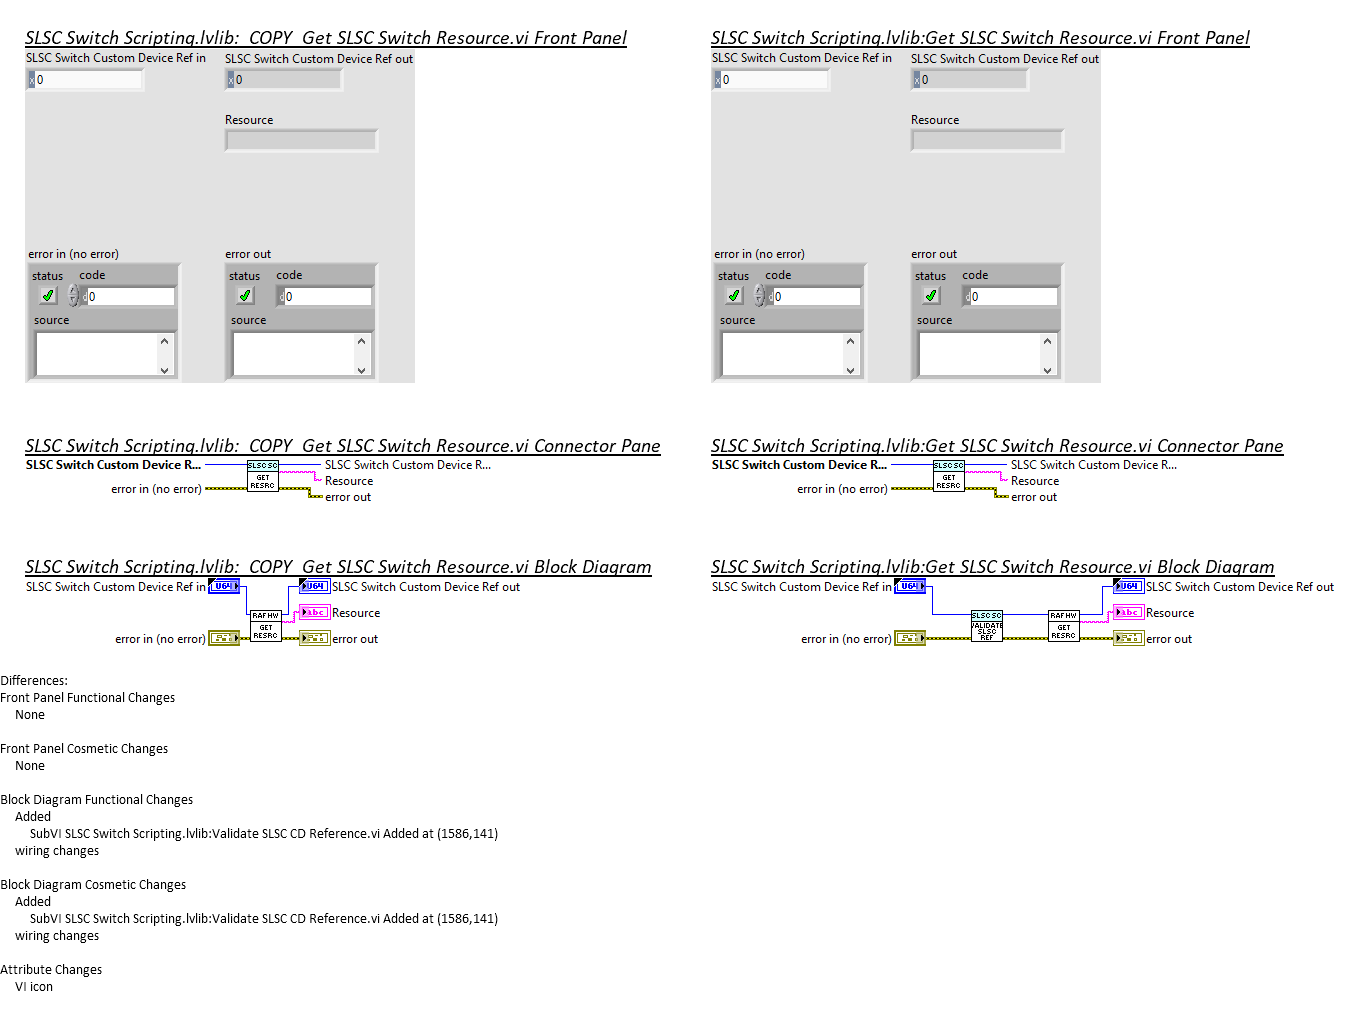 SLSC Switch Scripting.lvlib:_COPY_Get SLSC Switch Resource.vi Front Panel
SLSC Switch Custom Device Ref in
SLSC Switch Custom Device Ref out
x 0
x 0
Resource
error in (no error)
error out
status
code
status
code
d 0
d 0
source
source
SLSC Switch Scripting.lvlib:Get SLSC Switch Resource.vi Front Panel
SLSC Switch Custom Device Ref in
SLSC Switch Custom Device Ref out
x 0
x 0
Resource
error in (no error)
error out
status
code
status
code
d 0
d 0
source
source
SLSC Switch Scripting.lvlib:_COPY_Get SLSC Switch Resource.vi Connector Pane
SLSC Switch Custom Device R...
SLSC SC
GET
RESRC
SLSC Switch Custom Device R...
Resource
error in (no error)
error out
SLSC Switch Scripting.lvlib:Get SLSC Switch Resource.vi Connector Pane
SLSC Switch Custom Device R...
SLSC SC
GET
RESRC
SLSC Switch Custom Device R...
Resource
error in (no error)
error out
SLSC Switch Scripting.lvlib:_COPY_Get SLSC Switch Resource.vi Block Diagram
SLSC Switch Custom Device Ref in
U64
U64
SLSC Switch Custom Device Ref out
RAF HW
GET
RESRC
abc
Resource
error in (no error)
error out
SLSC Switch Scripting.lvlib:Get SLSC Switch Resource.vi Block Diagram
SLSC Switch Custom Device Ref in
U64
U64
SLSC Switch Custom Device Ref out
SLSC SC
VALIDATE
SLSC
REF
RAF HW
GET
RESRC
abc
Resource
error in (no error)
error out
Differences:
Front Panel Functional Changes
None
Front Panel Cosmetic Changes
None
Block Diagram Functional Changes
Added
SubVI SLSC Switch Scripting.lvlib:Validate SLSC CD Reference.vi Added at (1586,141)
wiring changes
Block Diagram Cosmetic Changes
Added
SubVI SLSC Switch Scripting.lvlib:Validate SLSC CD Reference.vi Added at (1586,141)
wiring changes
Attribute Changes
VI icon